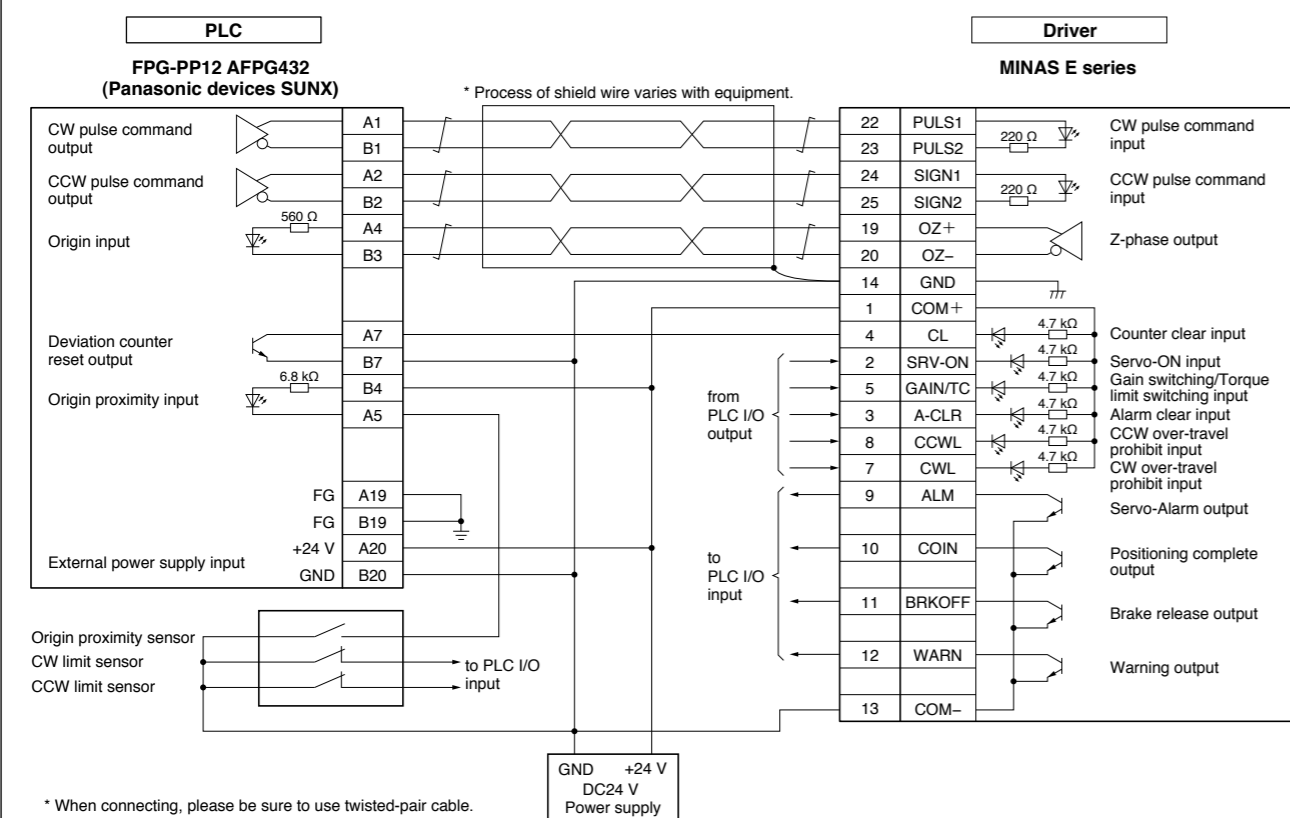 PLC
Driver
FPG-PP12 AFPG432
(Panasonic devices SUNX)
MINAS E series
* Process of shield wire varies with equipment.
CW pulse command
output
A1
B1
22 PULS1
23 PULS2
220 Ω
CW pulse command
input
CCW pulse command
output
A2
B2
24 SIGN1
25 SIGN2
220 Ω
CCW pulse command
input
Origin input
560 Ω
A4
B3
19 OZ+
20 OZ−
Z-phase output
14 GND
1 COM+
Deviation counter
reset output
A7
B7
4 CL
4.7 kΩ
Counter clear input
2 SRV-ON
4.7 kΩ
Servo-ON input
Origin proximity input
6.8 kΩ
B4
A5
from
PLC I/O
output
5 GAIN/TC
4.7 kΩ
Gain switching/Torque
limit switching input
3 A-CLR
4.7 kΩ
Alarm clear input
8 CCWL
4.7 kΩ
CCW over-travel
prohibit input
7 CWL
4.7 kΩ
CW over-travel
prohibit input
FG A19
FG B19
9 ALM
Servo-Alarm output
External power supply input
+24 V A20
GND B20
to
PLC I/O
input
10 COIN
Positioning complete
output
11 BRKOFF
Brake release output
12 WARN
Warning output
13 COM−
Origin proximity sensor
CW limit sensor
CCW limit sensor
to PLC I/O
input
GND +24 V
DC24 V
Power supply
* When connecting, please be sure to use twisted-pair cable.